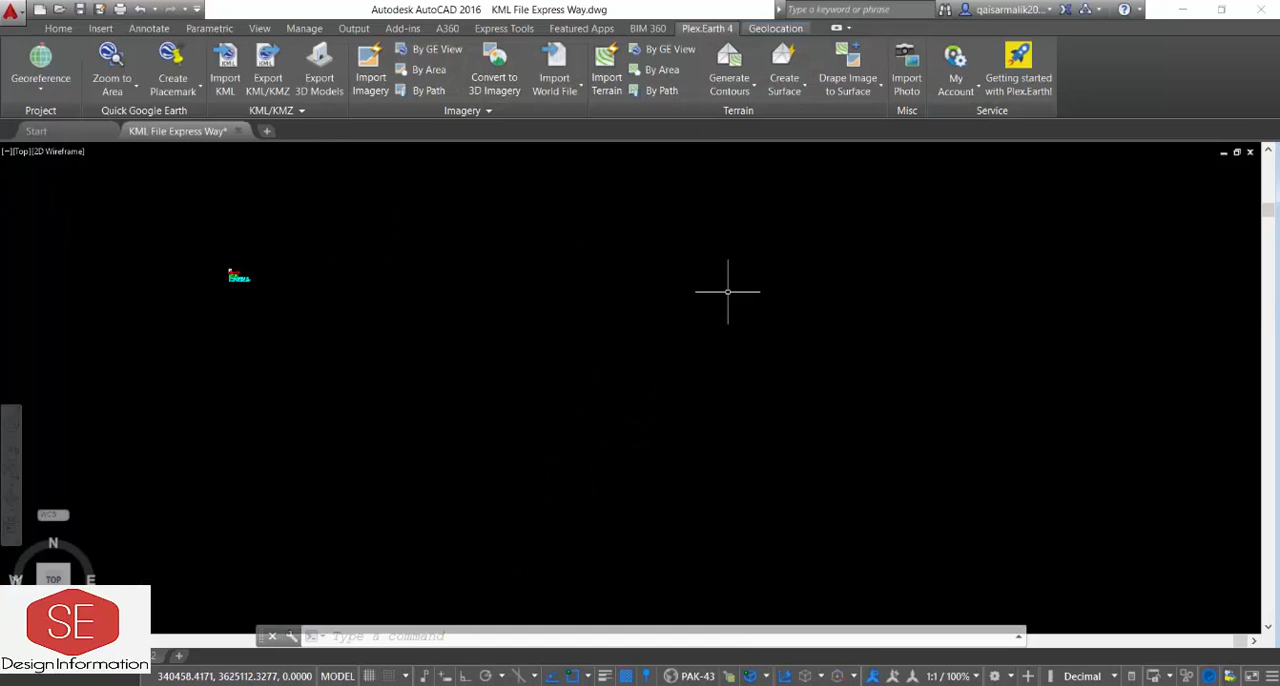 Autodesk AutoCAD 2016 KML File Express Way.dwg
Type a keyword or phrase
qaisarmalik20...
Home Insert Annotate Parametric View Manage Output Add-ins A360 Express Tools Featured Apps BIM 360 Plex.Earth 4 Geolocation
Georeference
Project
Zoom to Area
Create Placemark
Quick Google Earth
Import KML
Export KML/KMZ
Export 3D Models
KML/KMZ
Import Imagery
By GE View
By Area
By Path
Convert to 3D Imagery
Import World File
Imagery
Import Terrain
By GE View
By Area
By Path
Generate Contours
Create Surface
Drape Image to Surface
Terrain
Import Photo
Misc
My Account
Getting started with Plex.Earth!
Service
Start
KML File Express Way*
[−][Top][2D Wireframe]
WCS
N
W
TOP
E
SE
Design Information
Type a command
2
340458.4171, 3625112.3277, 0.0000 MODEL
PAK-43
1:1 / 100%
Decimal